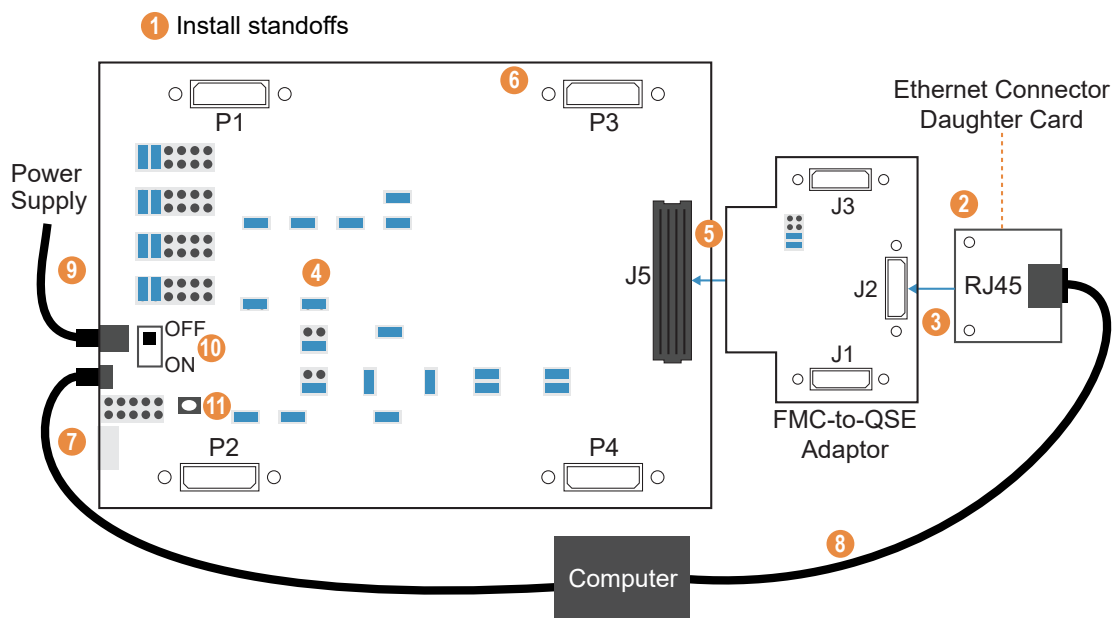 1 Install standoffs
6
P1
P3
Ethernet Connector
Daughter Card
Power
Supply
J3
2
5
9
4
J5
J2
RJ45
3
OFF
10
ON
11
J1
7
FMC-to-QSE
Adaptor
P2
P4
8
Computer